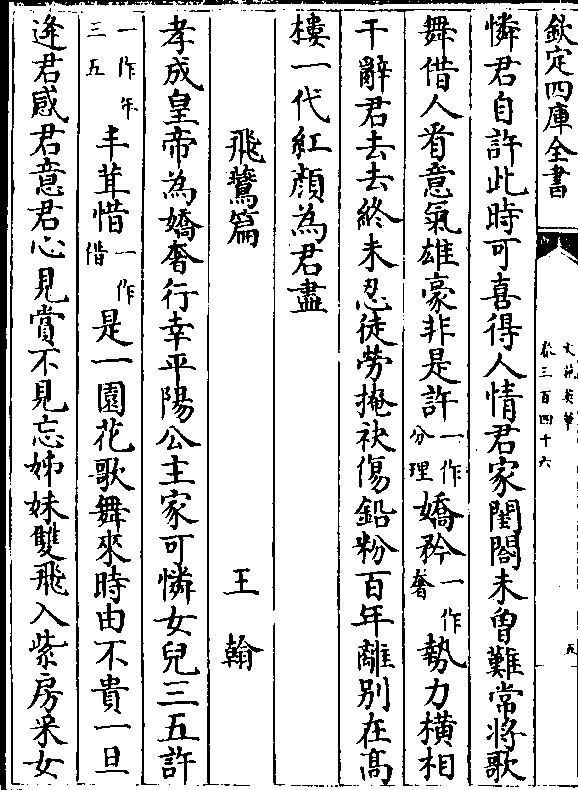 欽定四庫全書
文苑英華
卷三百四十六
五
憐君自許此時可喜得人情君家閨閤未曾難常將歌
舞借人看意氣雄豪非是許一作分理嬌矜一作奢勢力橫相
干辭君去去終未忍徒勞掩袂傷鉛粉百年離別在高
樓一代紅顏為君盡
飛鷰篇
王翰
孝成皇帝為嬌奢行幸平陽公主家可憐女兒三五許
一作年三五丰茸惜一作偕是一園花歌舞來時由不貴一旦
逢君感君意君心見賞不見忘姊妹雙飛入紫房采女